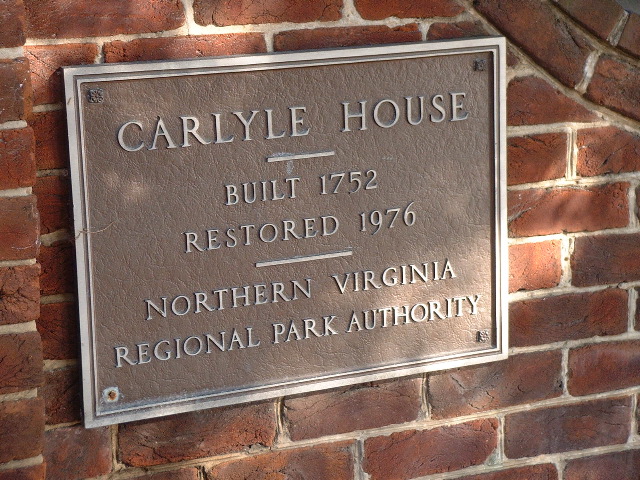 CARLYLE HOUSE
BUILT 1752
RESTORED 1976
NORTHERN VIRGINIA
REGIONAL PARK AUTHORITY